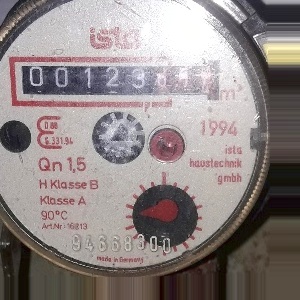 ista
00123
m³
1994
Qn 1,5
ista
haustechnik
gmbh
H Klasse B
Klasse A
90°C
Art.Nr.: 16213
94668300
made in Germany